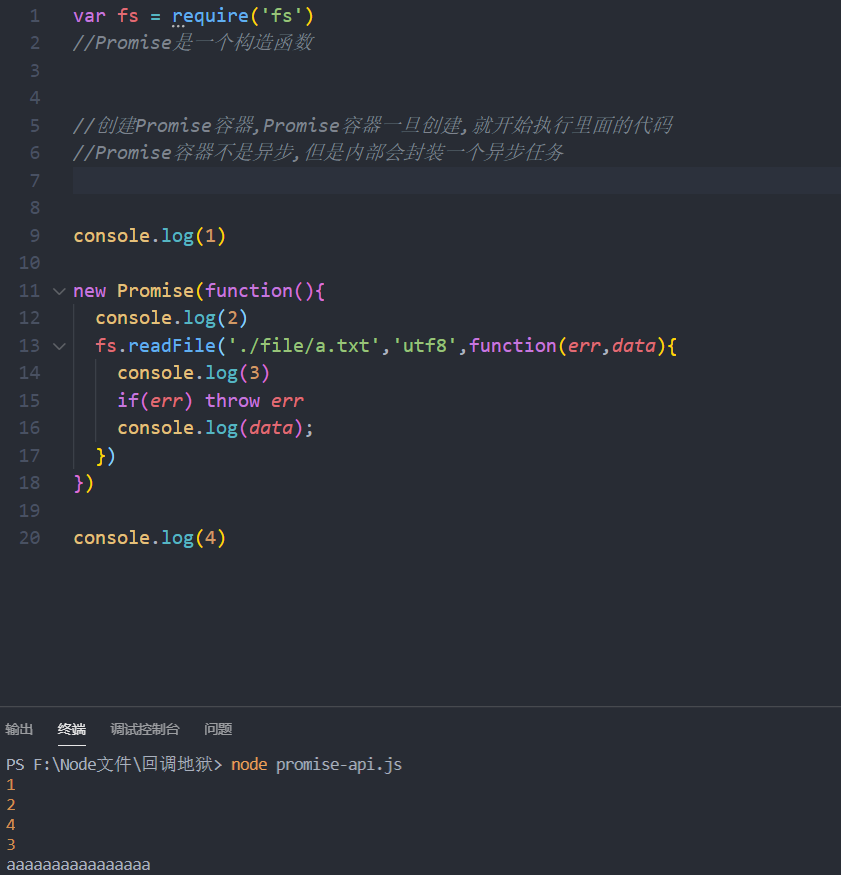 1 var fs = require('fs')
2 //Promise是一个构造函数
3
4
5 //创建Promise容器,Promise容器一旦创建,就开始执行里面的代码
6 //Promise容器不是异步,但是内部会封装一个异步任务
7
8
9 console.log(1)
10
11 new Promise(function(){
12 console.log(2)
13 fs.readFile('./file/a.txt','utf8',function(err,data){
14 console.log(3)
15 if(err) throw err
16 console.log(data);
17 })
18 })
19
20 console.log(4)
输出 终端 调试控制台 问题
PS F:\Node文件\回调地狱> node promise-api.js
1
2
4
3
aaaaaaaaaaaaaaaa